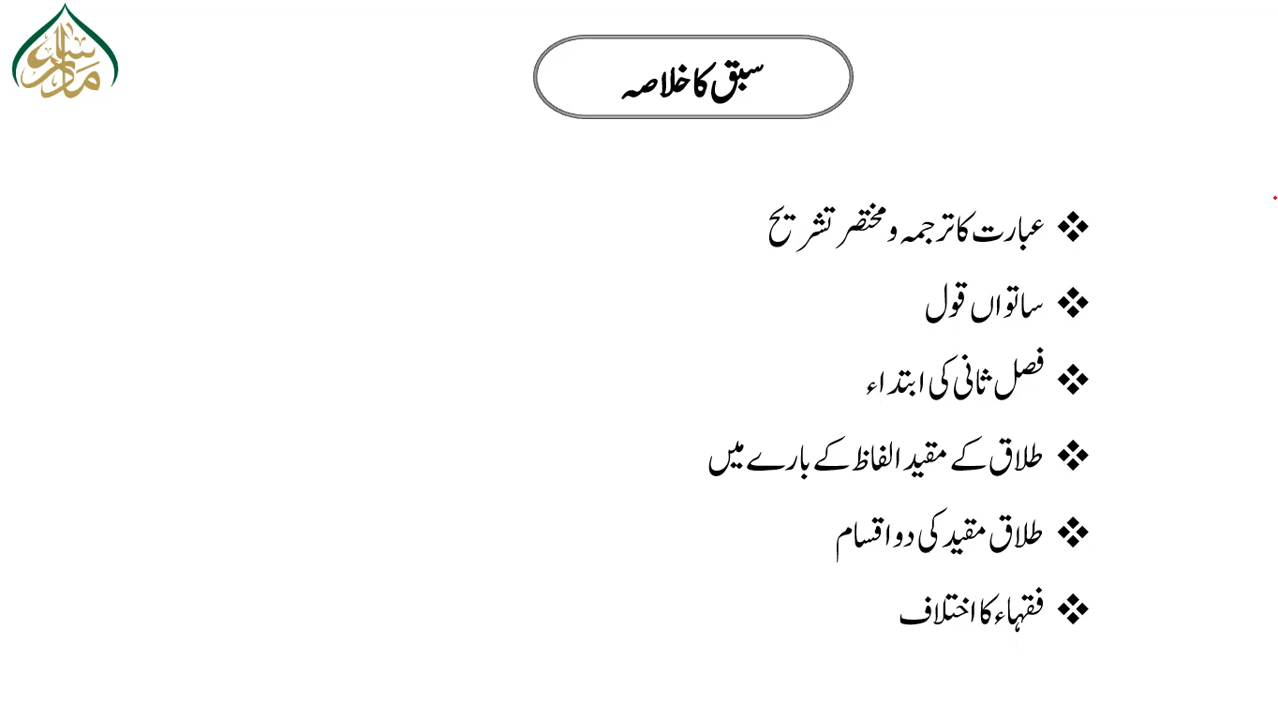 مدارس
سبق کا خلاصہ
عبارت کا ترجمہ و مختصر تشریح
ساتواں قول
فصل ثانی کی ابتداء
طلاق کے مقید الفاظ کے بارے میں
طلاق مقید کی دو اقسام
فقہاء کا اختلاف